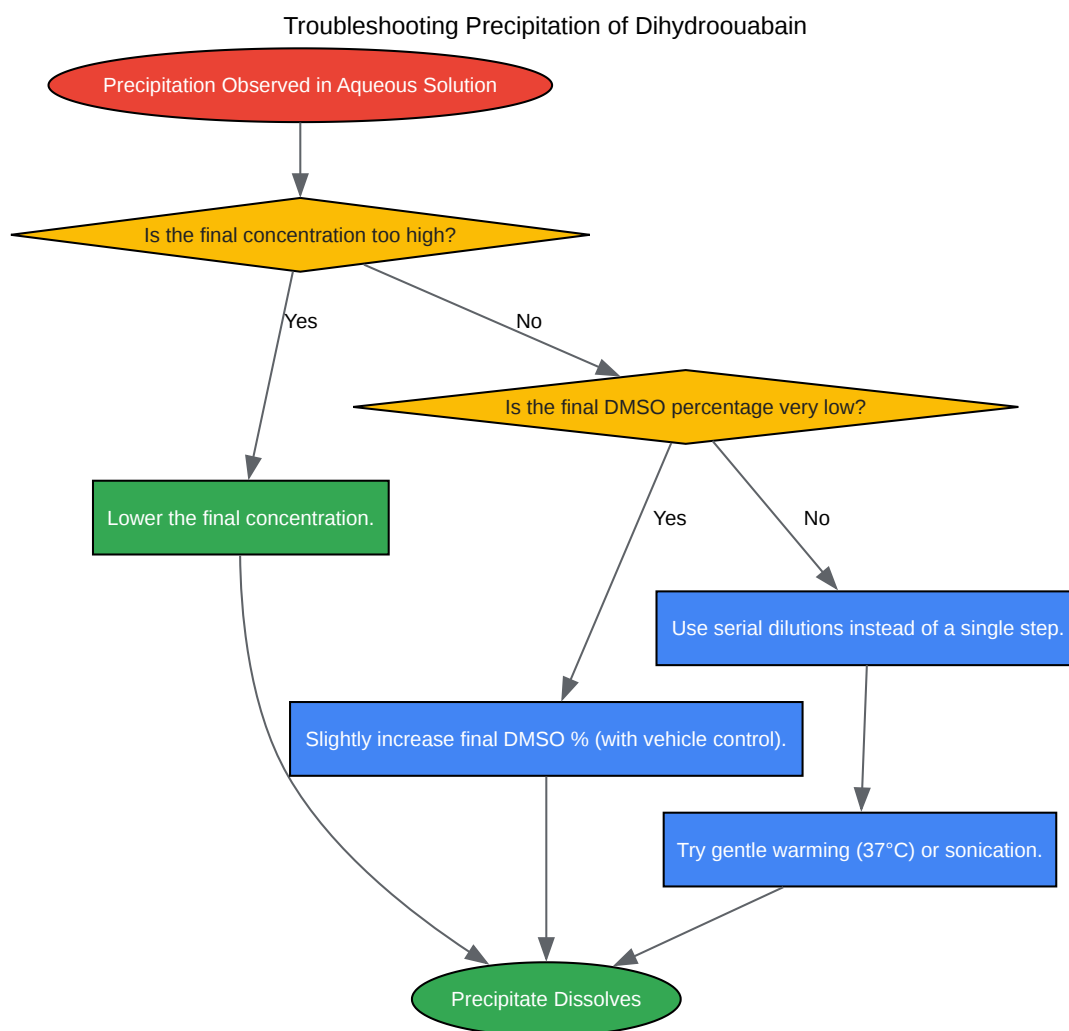 Troubleshooting Precipitation of Dihydroouabain
Precipitation Observed in Aqueous Solution
Is the final concentration too high?
Yes
No
Is the final DMSO percentage very low?
Lower the final concentration.
Yes
No
Use serial dilutions instead of a single step.
Slightly increase final DMSO % (with vehicle control).
Try gentle warming (37°C) or sonication.
Precipitate Dissolves